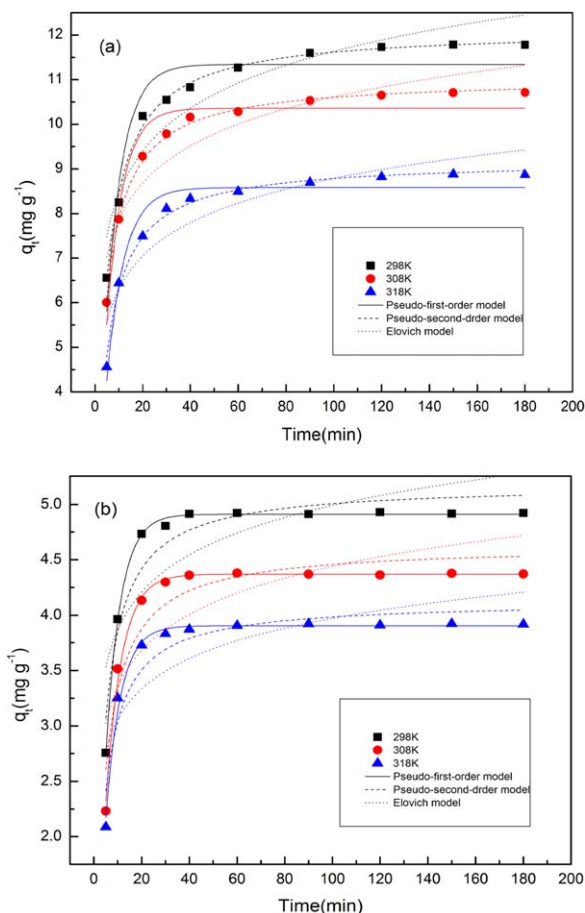 (a)
12
11
10
9
8
7
6
5
4
qt(mg g-1)
298K
308K
318K
Pseudo-first-order model
Pseudo-second-drder model
Elovich model
0 20 40 60 80 100 120 140 160 180 200
Time(min)
(b)
5.0
4.5
4.0
3.5
3.0
2.5
2.0
qt(mg g-1)
298K
308K
318K
Pseudo-first-order model
Pseudo-second-drder model
Elovich model
0 20 40 60 80 100 120 140 160 180 200
Time(min)